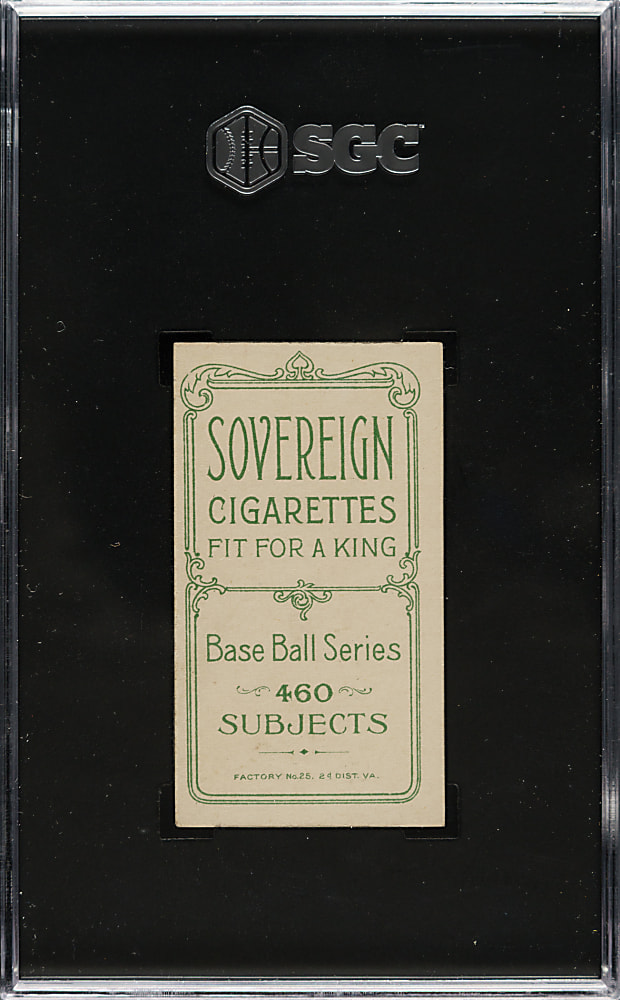 SGC
SOVEREIGN
CIGARETTES
FIT FOR A KING
Base Ball Series
460
SUBJECTS
FACTORY No.25, 2d DIST. VA.